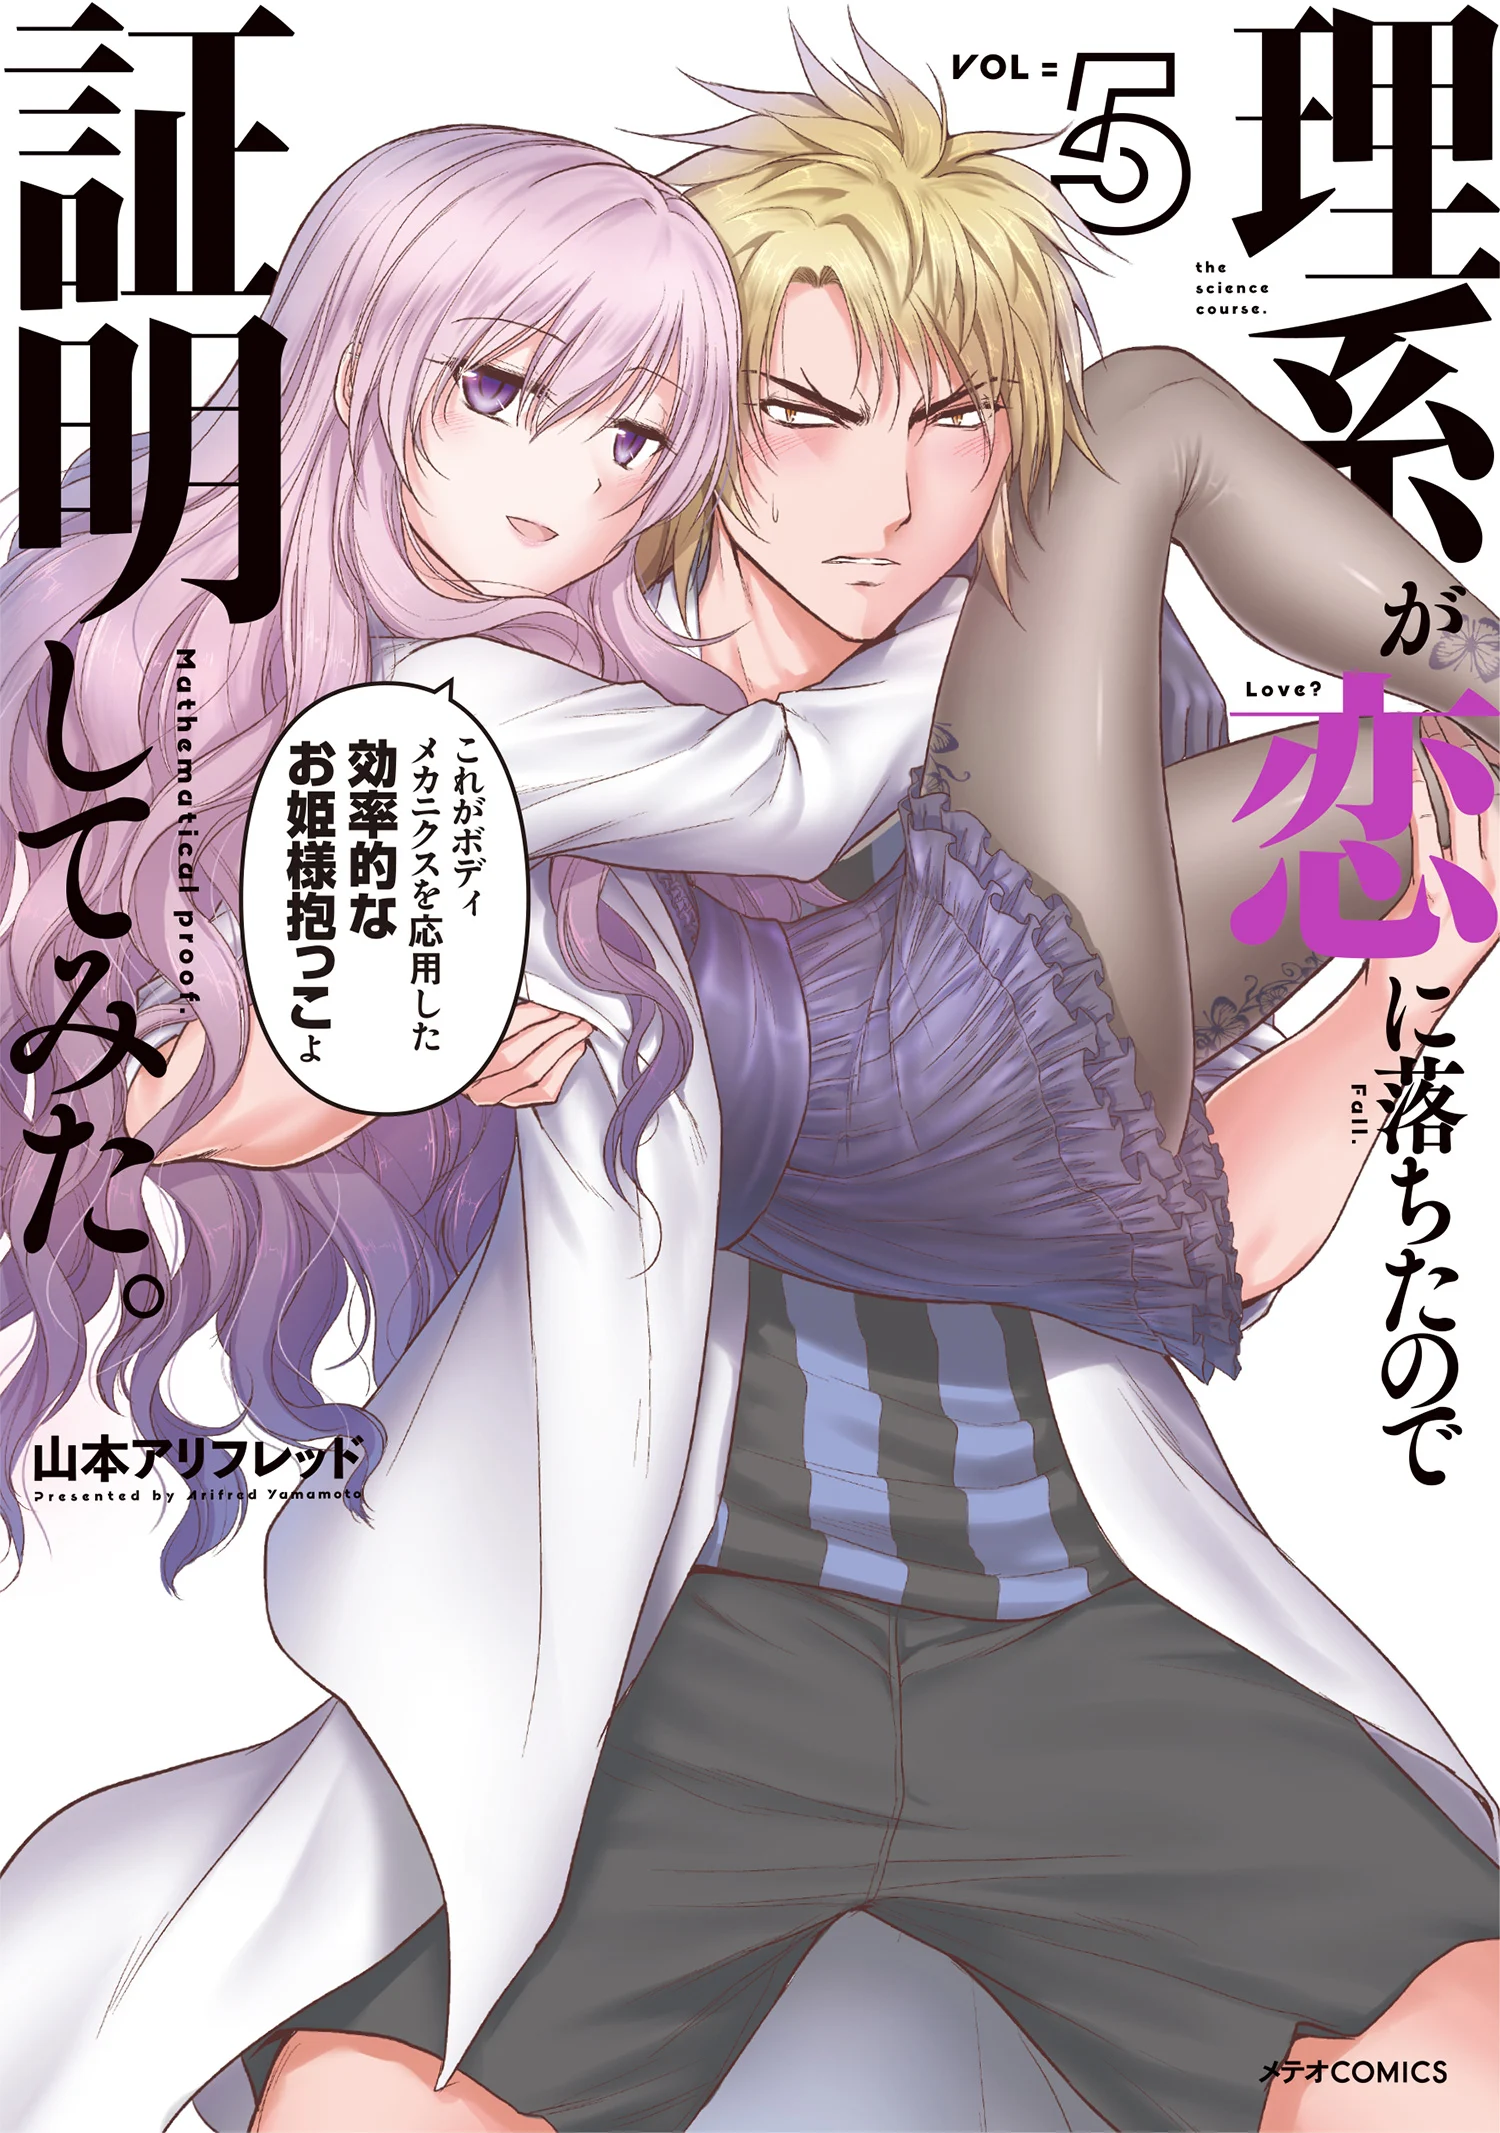 理系が恋に落ちたので
証明してみた。
VOL = 5
the
science
course.
Love?
Fall.
Mathematical proof.
これがボディ
メカニクスを応用した
効率的な
お姫様抱っこよ
山本アリフレッド
Presented by Arifred Yamamoto
メテオCOMICS